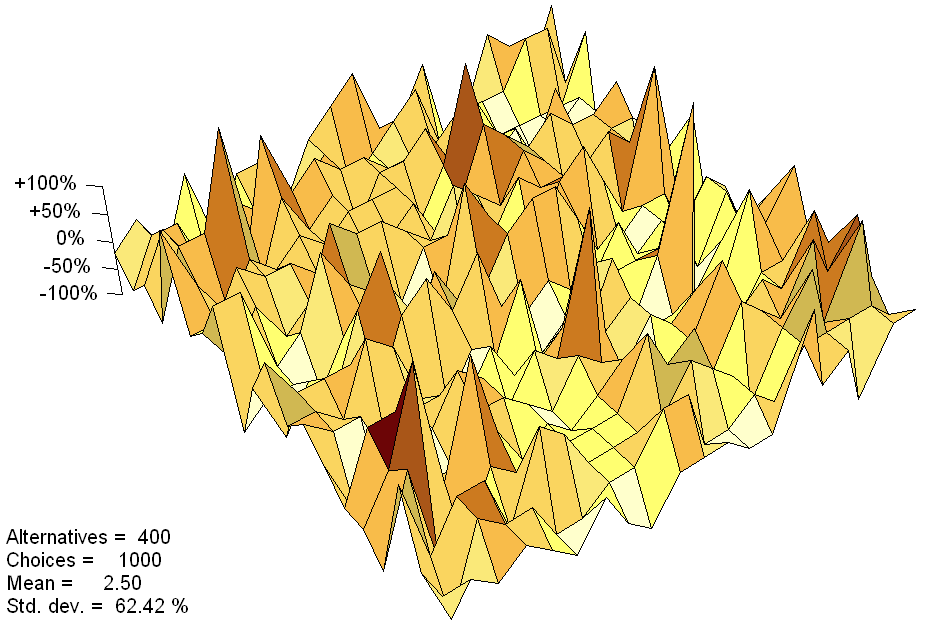 +100%
+50%
0%
-50%
-100%
Alternatives = 400
Choices = 1000
Mean = 2.50
Std. dev. = 62.42 %